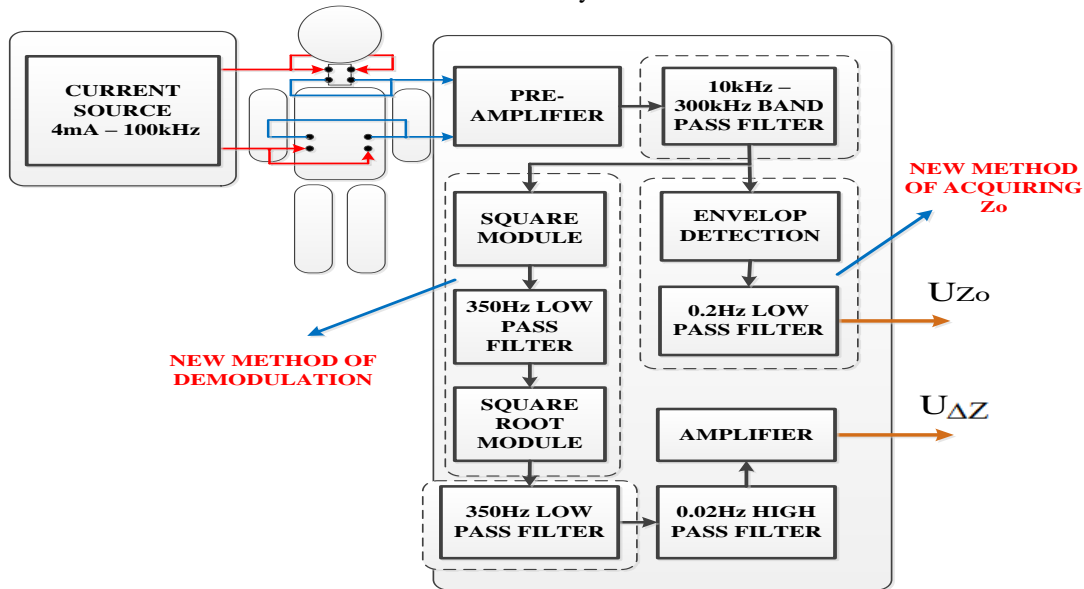 CURRENT
SOURCE
4mA – 100kHz
PRE-
AMPLIFIER
10kHz –
300kHz BAND
PASS FILTER
NEW METHOD
OF ACQUIRING
Zo
SQUARE
MODULE
ENVELOP
DETECTION
350Hz LOW
PASS
FILTER
0.2Hz LOW
PASS FILTER
UZo
NEW METHOD OF
DEMODULATION
SQUARE
ROOT
MODULE
AMPLIFIER
UΔZ
350Hz LOW
PASS FILTER
0.02Hz HIGH
PASS FILTER